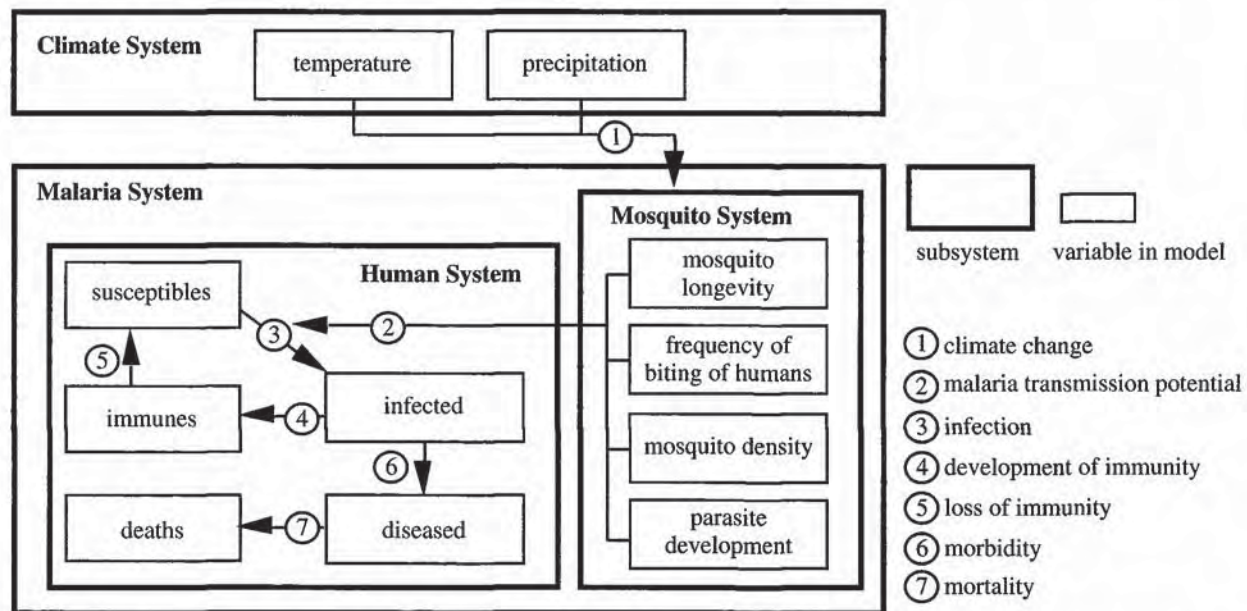 Climate System
temperature
precipitation
1
Malaria System
Mosquito System
mosquito
longevity
frequency of
biting of humans
mosquito density
parasite
development
Human System
susceptibles
3
2
5
immunes
4
infected
6
deaths
7
diseased
subsystem
variable in model
1 climate change
2 malaria transmission potential
3 infection
4 development of immunity
5 loss of immunity
6 morbidity
7 mortality